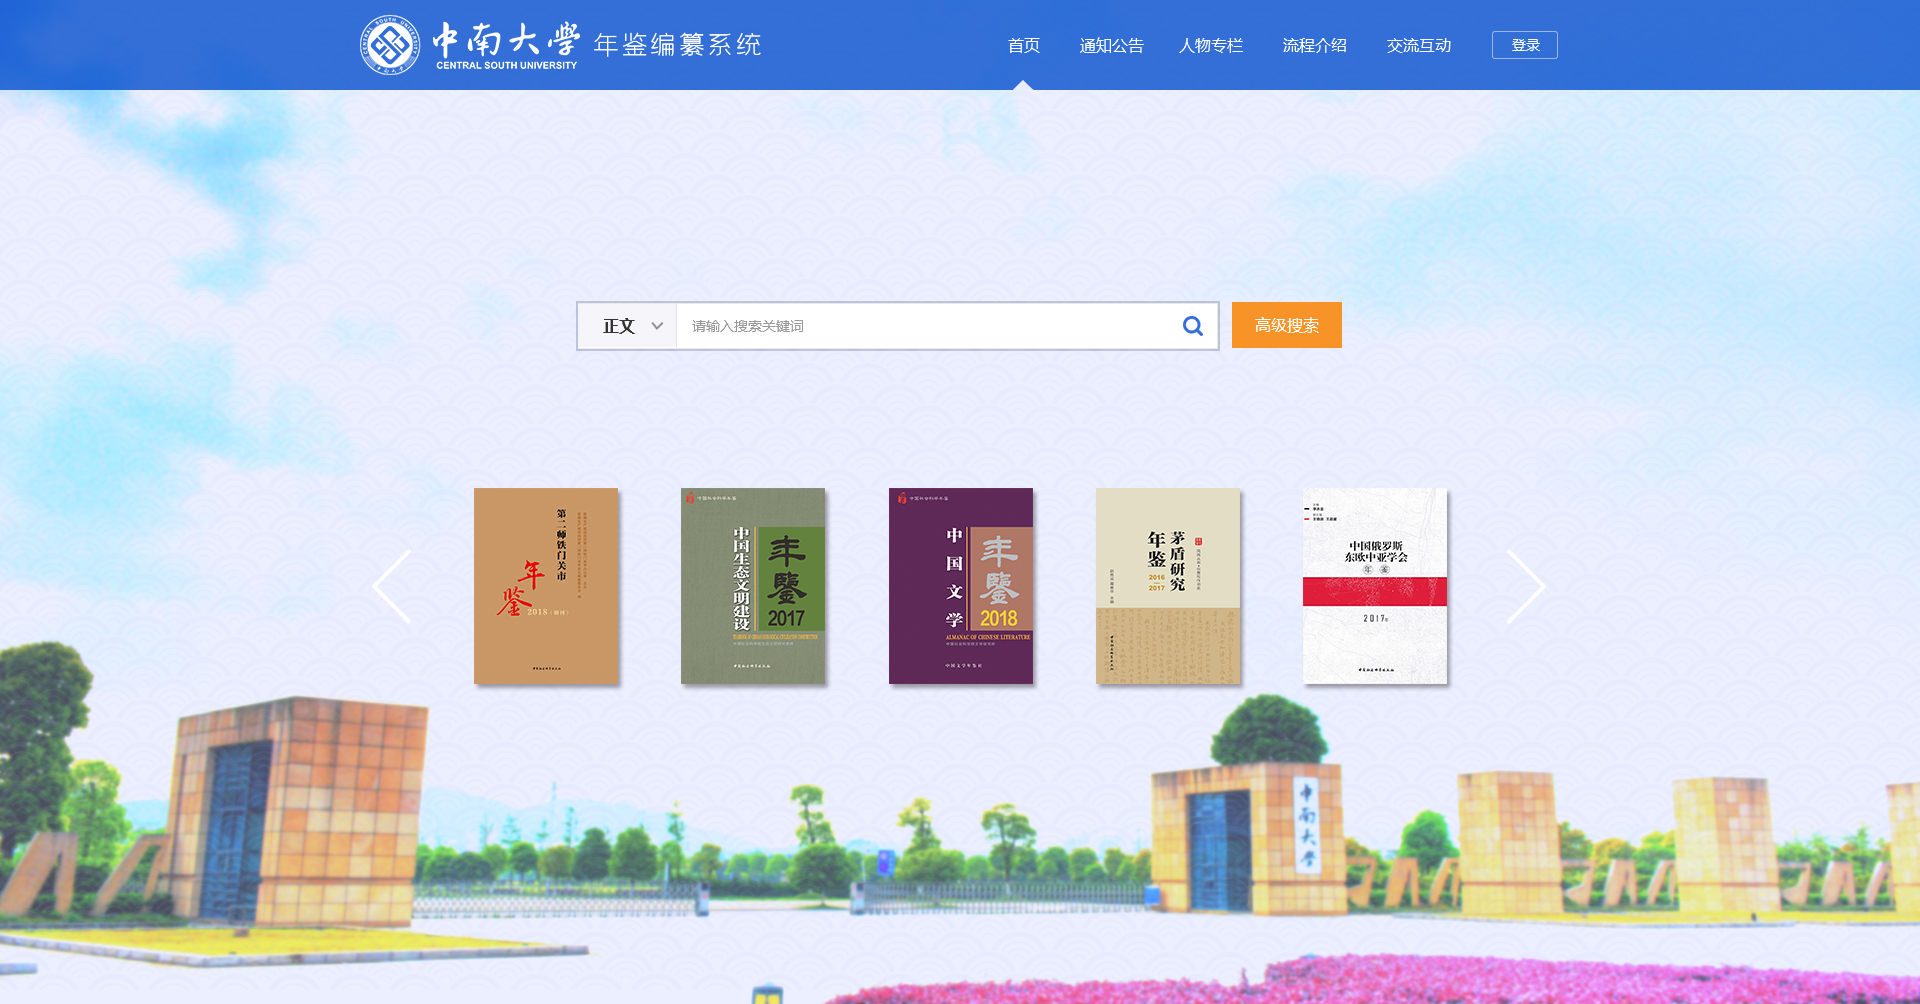 中南大学
CENTRAL SOUTH UNIVERSITY
年鉴编纂系统
首页 通知公告 人物专栏 流程介绍 交流互动 登录
正文 请输入搜索关键词 高级搜索
第二师铁门关市
年鉴
2018
中国生态文明建设
年鑒
2017
中国文学
年鑒
2018
ALMANAC OF CHINESE LITERATURE
茅盾研究
年鉴
2016
2017
中国俄罗斯
东欧中亚学会
年鉴
2017
中南大学